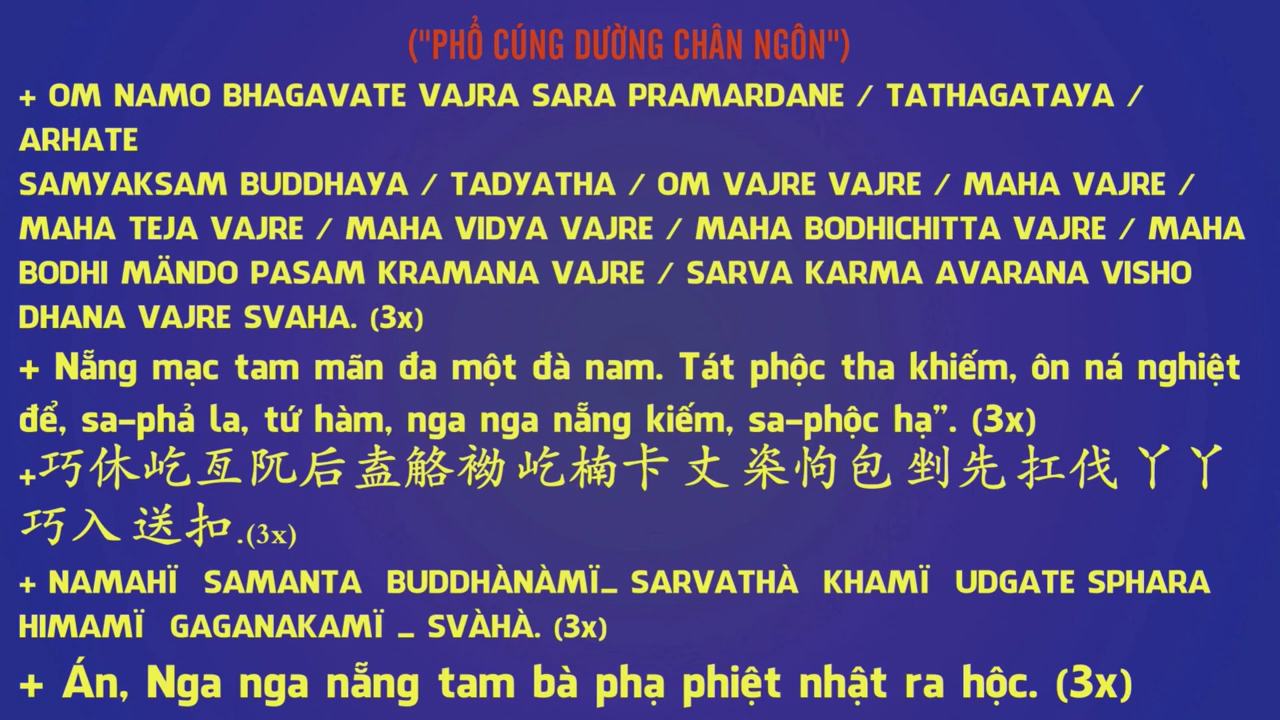 ("PHỔ CÚNG DƯỜNG CHÂN NGÔN")
+ OM NAMO BHAGAVATE VAJRA SARA PRAMARDANE / TATHAGATAYA /
ARHATE
SAMYAKSAM BUDDHAYA / TADYATHA / OM VAJRE VAJRE / MAHA VAJRE /
MAHA TEJA VAJRE / MAHA VIDYA VAJRE / MAHA BODHICHITTA VAJRE / MAHA
BODHI MÄNDO PASAM KRAMANA VAJRE / SARVA KARMA AVARANA VISHO
DHANA VAJRE SVAHA. (3x)
+ Nẵng mạc tam mãn đa một đà nam. Tát phộc tha khiếm, ôn ná nghiệt
để, sa-phả la, tứ hàm, nga nga nẵng kiếm, sa-phộc hạ”. (3x)
+巧休屹亙阢后盍觡袎 屹楠卡 丈 桼怐包 剉先 扛伐 丫丫
巧入 送扣.(3x)
+ NAMAHÏ SAMANTA BUDDHÀNÀMÏ_ SARVATHÀ KHAMÏ UDGATE SPHARA
HIMAMÏ GAGANAKAMÏ _ SVÀHÀ. (3x)
+ Án, Nga nga nẵng tam bà phạ phiệt nhật ra hộc. (3x)